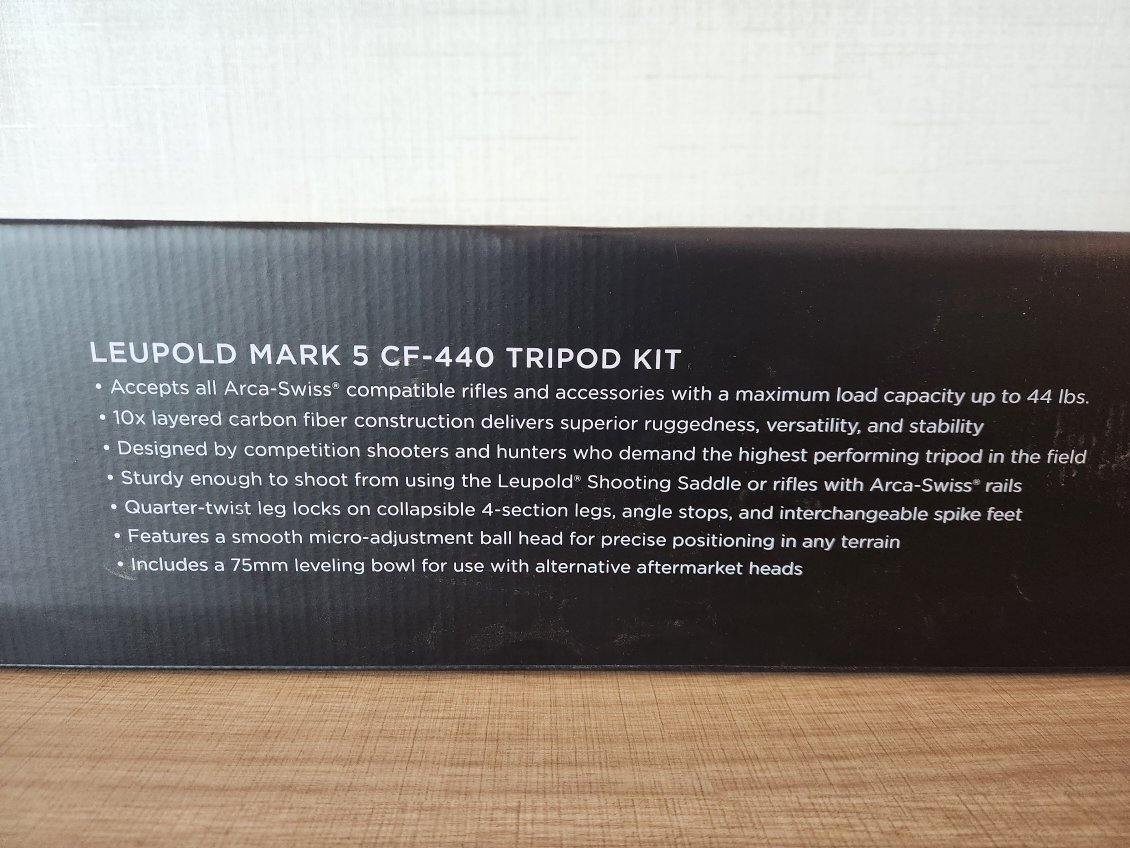 LEUPOLD MARK 5 CF-440 TRIPOD KIT
• Accepts all Arca-Swiss® compatible rifles and accessories with a maximum load capacity up to 44 lbs.
• 10x layered carbon fiber construction delivers superior ruggedness, versatility, and stability
• Designed by competition shooters and hunters who demand the highest performing tripod in the field
• Sturdy enough to shoot from using the Leupold® Shooting Saddle or rifles with Arca-Swiss® rails
• Quarter-twist leg locks on collapsible 4-section legs, angle stops, and interchangeable spike feet
• Features a smooth micro-adjustment ball head for precise positioning in any terrain
• Includes a 75mm leveling bowl for use with alternative aftermarket heads